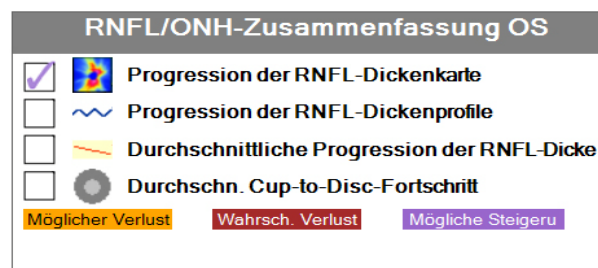 RNFL/ONH-Zusammenfassung OS
Progression der RNFL-Dickenkarte
Progression der RNFL-Dickenprofile
Durchschnittliche Progression der RNFL-Dicke
Durchschn. Cup-to-Disc-Fortschritt
Möglicher Verlust Wahrsch. Verlust Mögliche Steigeru